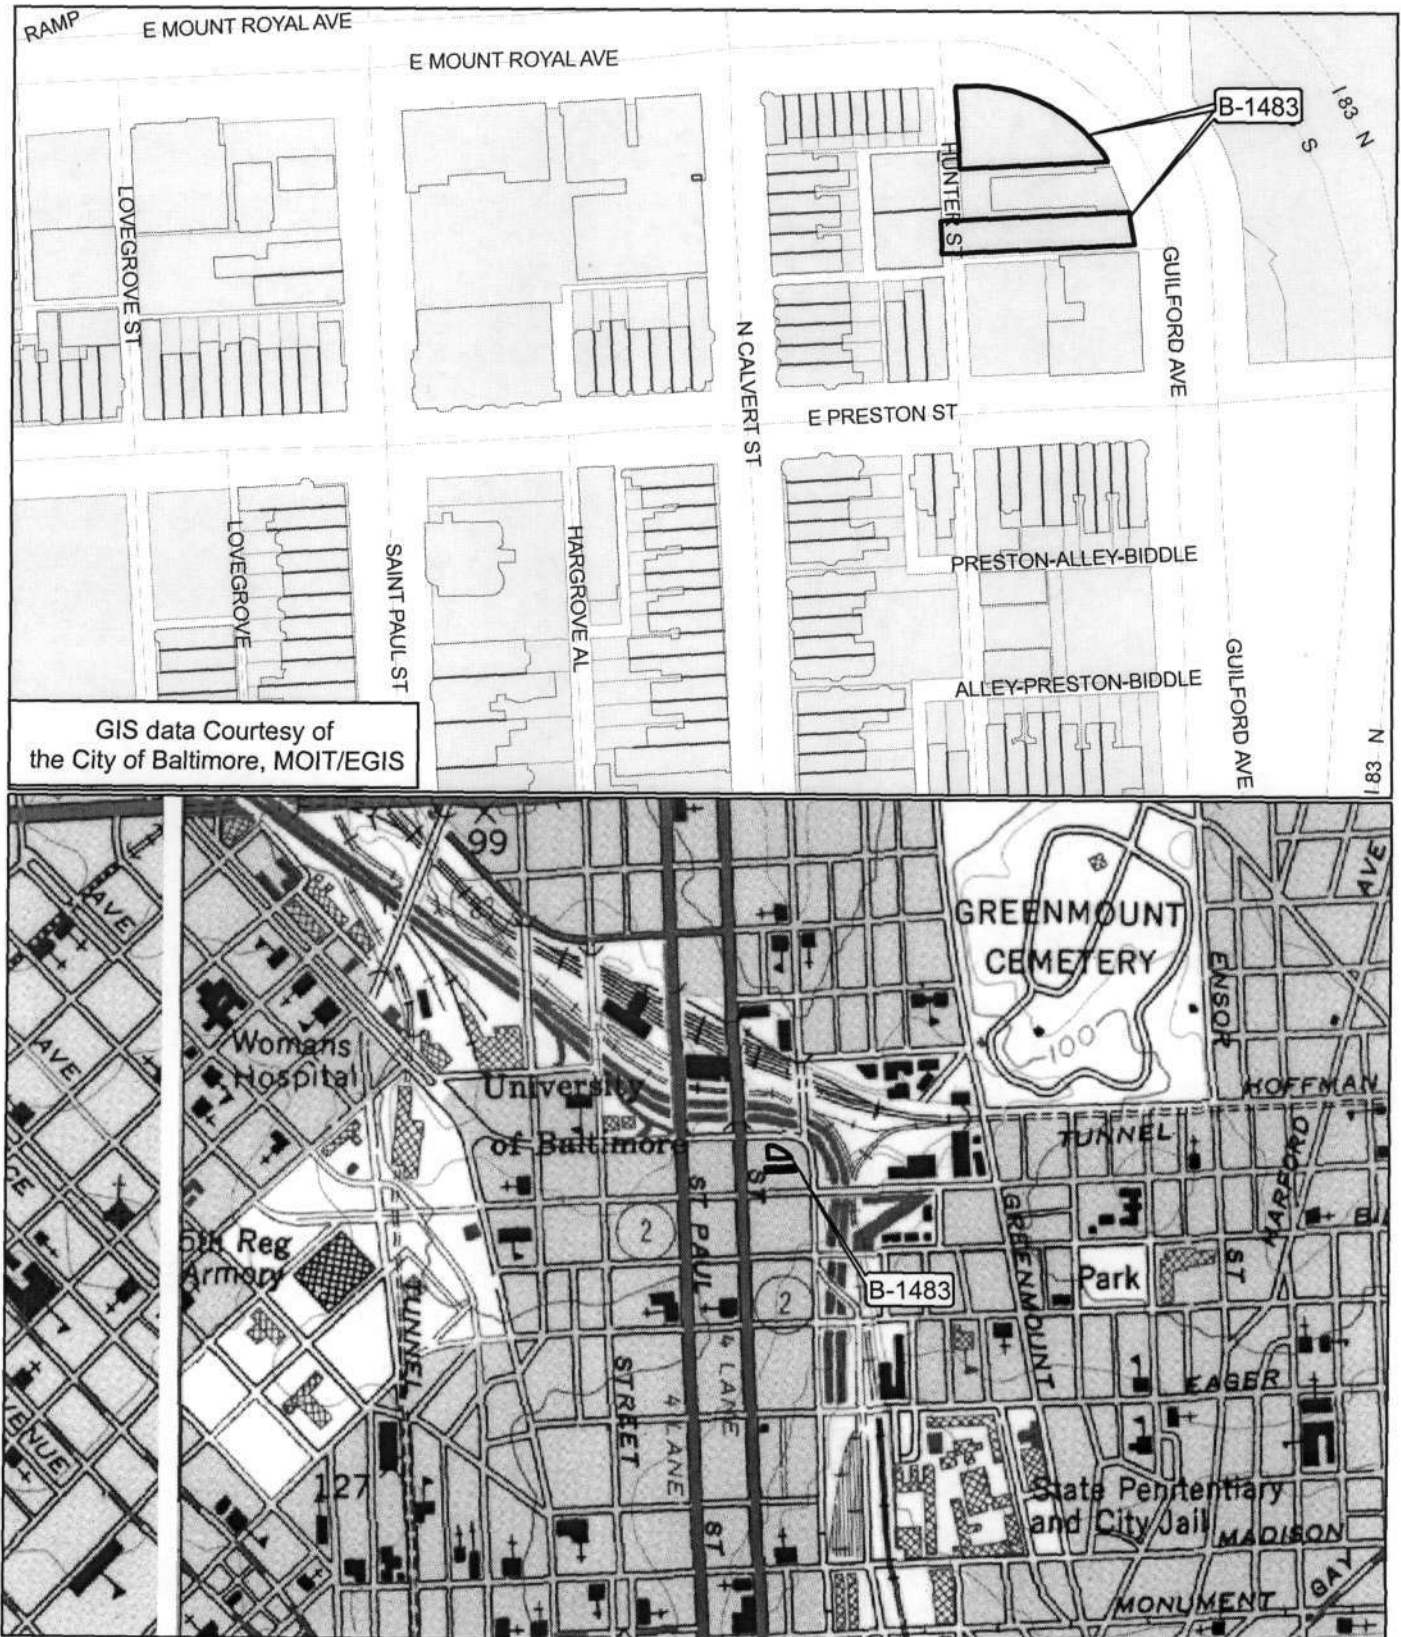 RAMP
E MOUNT ROYAL AVE
E MOUNT ROYAL AVE
B-1483
I 83 N
S
HUNTER ST
LOVEGROVE ST
GUILFORD AVE
N CALVERT ST
E PRESTON ST
LOVEGROVE
SAINT PAUL ST
HARGROVE AL
PRESTON-ALLEY-BIDDLE
ALLEY-PRESTON-BIDDLE
GUILFORD AVE
I 83 N
GIS data Courtesy of
the City of Baltimore, MOIT/EGIS
99
AVE
AVE
GREENMOUNT
CEMETERY
ENSOR
100
AVE
Womans
Hospital
University
of Baltimore
HOFFMAN
TUNNEL
HARFORD
ST
ST PAUL
ST
2
5th Reg
Armory
TUNNEL
B-1483
2
GREENMOUNT
Park
STREET
4 LANE
4 LANE
EAGER
AVENUE
127
ST
State Penitentiary
and City Jail
MADISON
MONUMENT
GAY